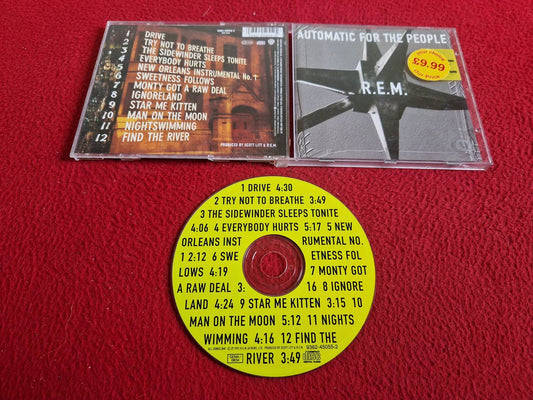 1 DRIVE
2 TRY NOT TO BREATHE
3 THE SIDEWINDER SLEEPS TONITE
4 EVERYBODY HURTS
5 NEW ORLEANS INSTRUMENTAL No. 1
6 SWEETNESS FOLLOWS
7 MONTY GOT A RAW DEAL
8 IGNORELAND
9 STAR ME KITTEN
10 MAN ON THE MOON
11 NIGHTSWIMMING
12 FIND THE RIVER
PRODUCED BY SCOTT LITT & R.E.M.
AUTOMATIC FOR THE PEOPLE
£9.99
Our Price
R.E.M.
1 DRIVE 4:30
2 TRY NOT TO BREATHE 3:49
3 THE SIDEWINDER SLEEPS TONITE
4:06 4 EVERYBODY HURTS 5:17 5 NEW
ORLEANS INST RUMENTAL NO.
1 2:12 6 SWE ETNESS FOL
LOWS 4:19 7 MONTY GOT
A RAW DEAL 3: 16 8 IGNORE
LAND 4:24 9 STAR ME KITTEN 3:15 10
MAN ON THE MOON 5:12 11 NIGHTS
WIMMING 4:16 12 FIND THE
9362-45055-2
RIVER 3:49